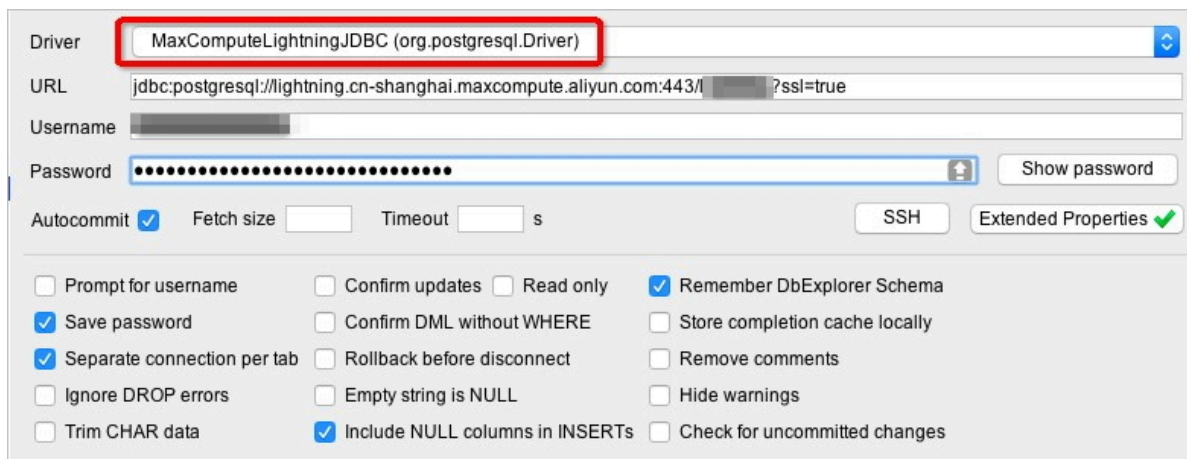 Driver MaxComputeLightningJDBC (org.postgresql.Driver)
URL jdbc:postgresql://lightning.cn-shanghai.maxcompute.aliyun.com:443/ ?ssl=true
Username
Password •••••••••••••••••••••••••••••• Show password
Autocommit Fetch size Timeout s SSH Extended Properties
Prompt for username Confirm updates Read only Remember DbExplorer Schema
Save password Confirm DML without WHERE Store completion cache locally
Separate connection per tab Rollback before disconnect Remove comments
Ignore DROP errors Empty string is NULL Hide warnings
Trim CHAR data Include NULL columns in INSERTs Check for uncommitted changes